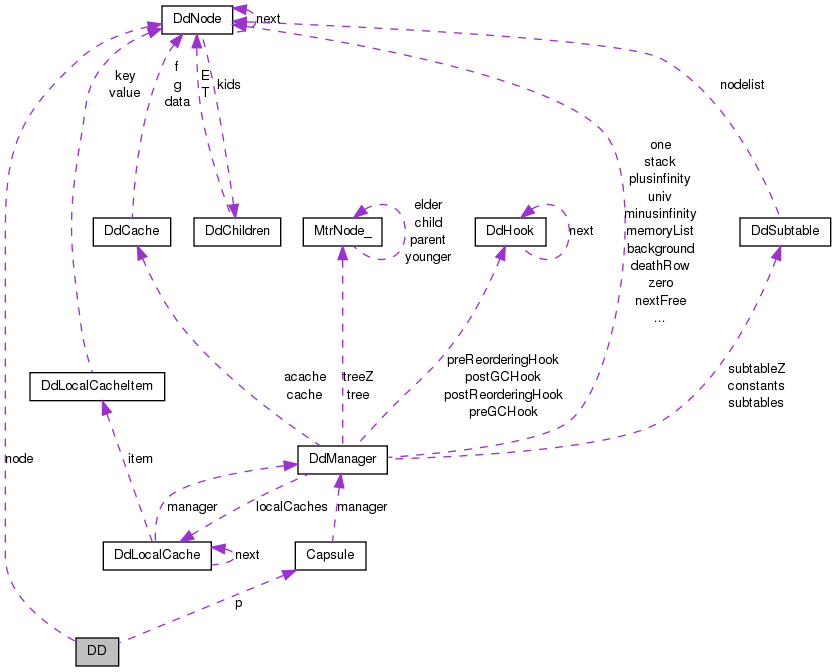 DdNode
next
key
value
f
g
data
E
T
kids
nodelist
one
stack
plusinfinity
univ
minusinfinity
memoryList
background
deathRow
zero
nextFree
...
DdCache
DdChildren
MtrNode_
elder
child
parent
younger
DdHook
next
DdSubtable
DdLocalCacheItem
acache
cache
treeZ
tree
preReorderingHook
postGCHook
postReorderingHook
preGCHook
subtableZ
constants
subtables
node
item
DdManager
manager
localCaches
manager
DdLocalCache
next
Capsule
p
DD